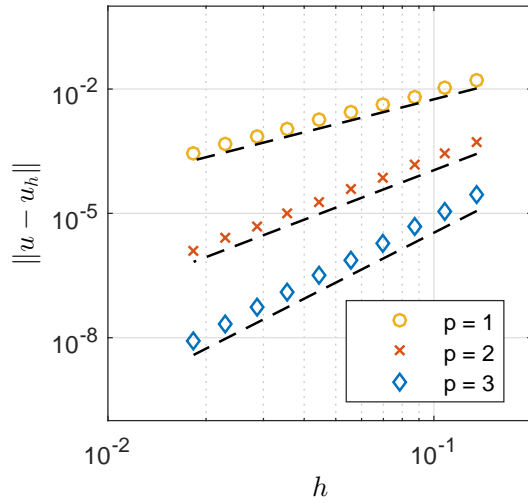 10^-2
10^-5
10^-8
‖u − u_h‖
p = 1
p = 2
p = 3
10^-2
10^-1
h